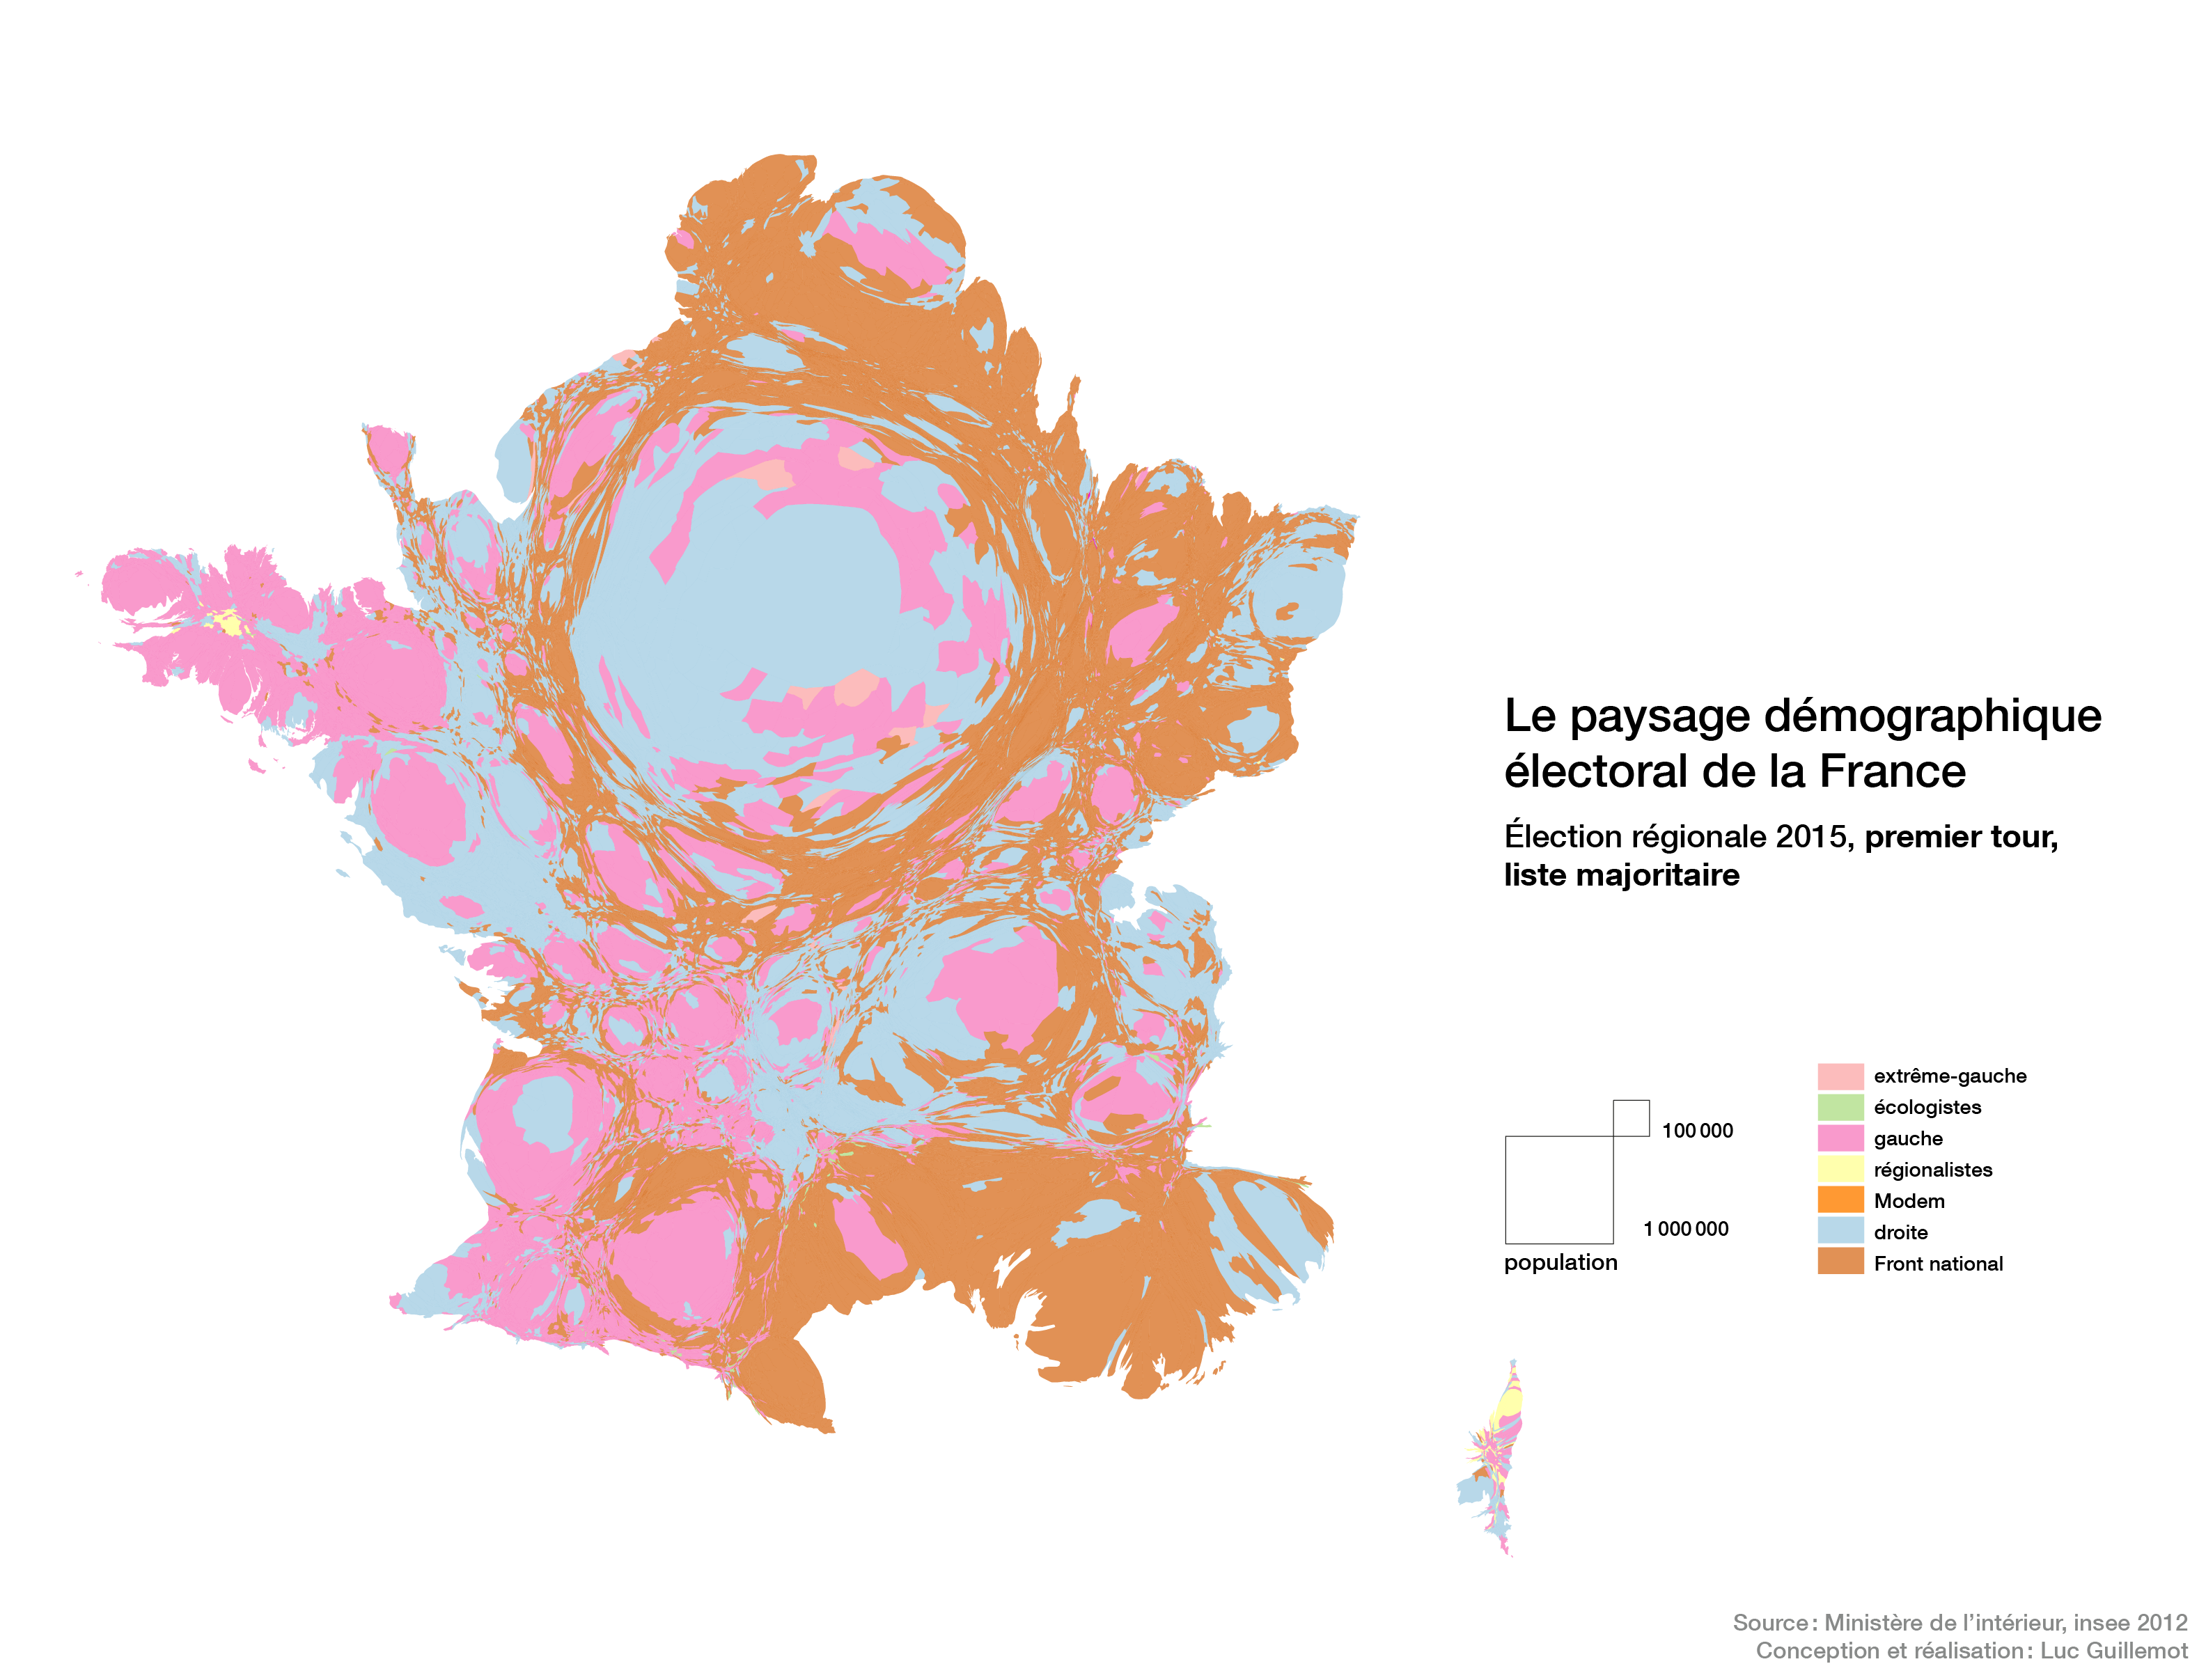 Le paysage démographique
électoral de la France
Élection régionale 2015, premier tour,
liste majoritaire
100 000
1 000 000
population
extrême-gauche
écologistes
gauche
régionalistes
Modem
droite
Front national
Source : Ministère de l’intérieur, insee 2012
Conception et réalisation : Luc Guillemot